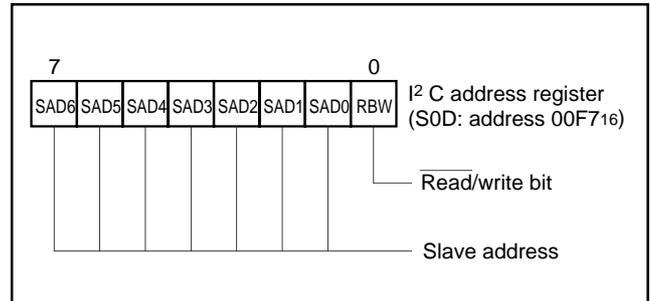 7 0
SAD6 SAD5 SAD4 SAD3 SAD2 SAD1 SAD0 RBW
I² C address register
(S0D: address 00F7₁₆)
Read/write bit
Slave address